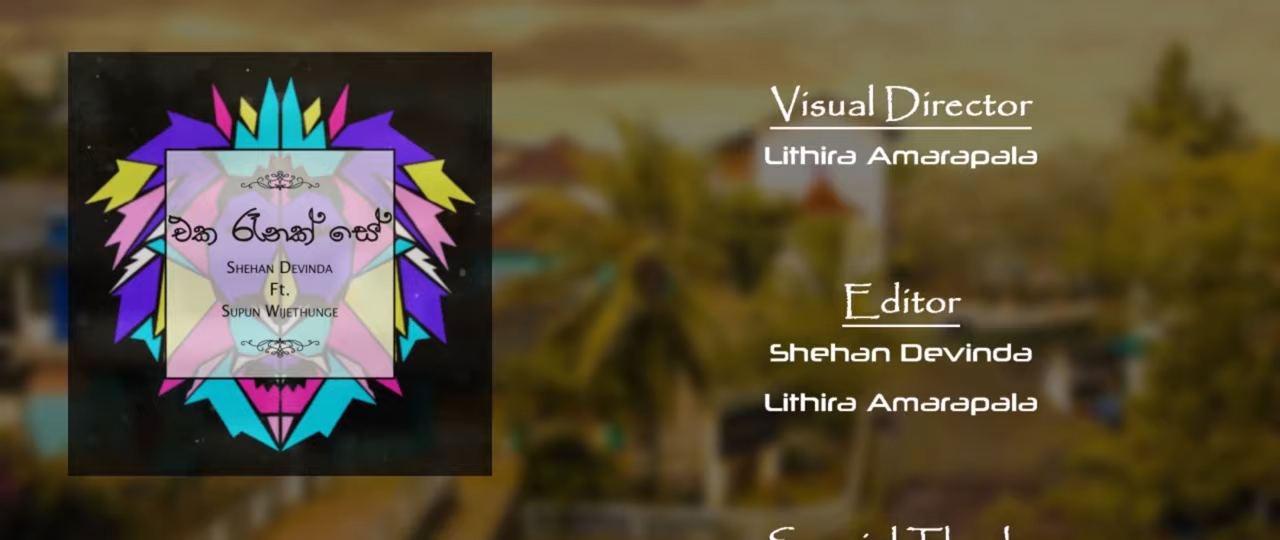 එක රෑනක් සේ
Shehan Devinda
Ft.
Supun Wijethunge
Visual Director
Lithira Amarapala
Editor
Shehan Devinda
Lithira Amarapala